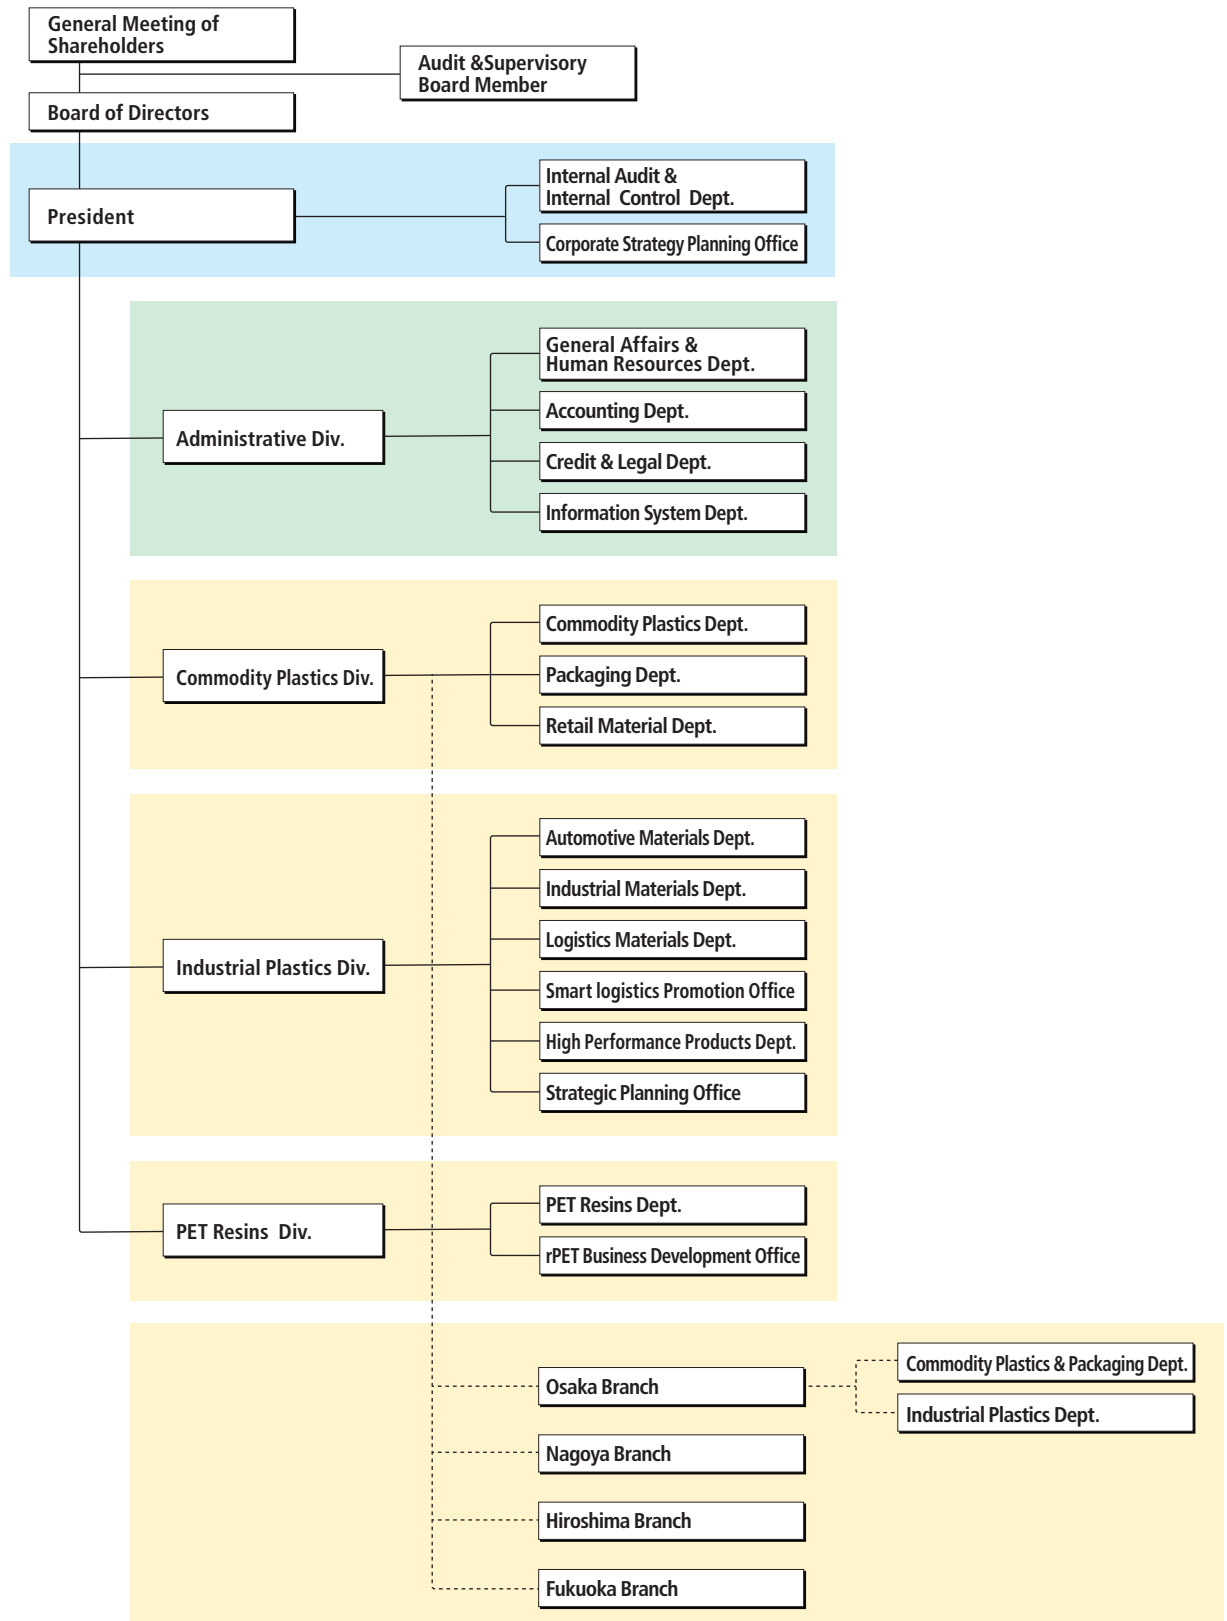 General Meeting of
Shareholders
Audit &Supervisory
Board Member
Board of Directors
President
Internal Audit &
Internal Control Dept.
Corporate Strategy Planning Office
Administrative Div.
General Affairs &
Human Resources Dept.
Accounting Dept.
Credit & Legal Dept.
Information System Dept.
Commodity Plastics Div.
Commodity Plastics Dept.
Packaging Dept.
Retail Material Dept.
Industrial Plastics Div.
Automotive Materials Dept.
Industrial Materials Dept.
Logistics Materials Dept.
Smart logistics Promotion Office
High Performance Products Dept.
Strategic Planning Office
PET Resins Div.
PET Resins Dept.
rPET Business Development Office
Osaka Branch
Commodity Plastics & Packaging Dept.
Industrial Plastics Dept.
Nagoya Branch
Hiroshima Branch
Fukuoka Branch